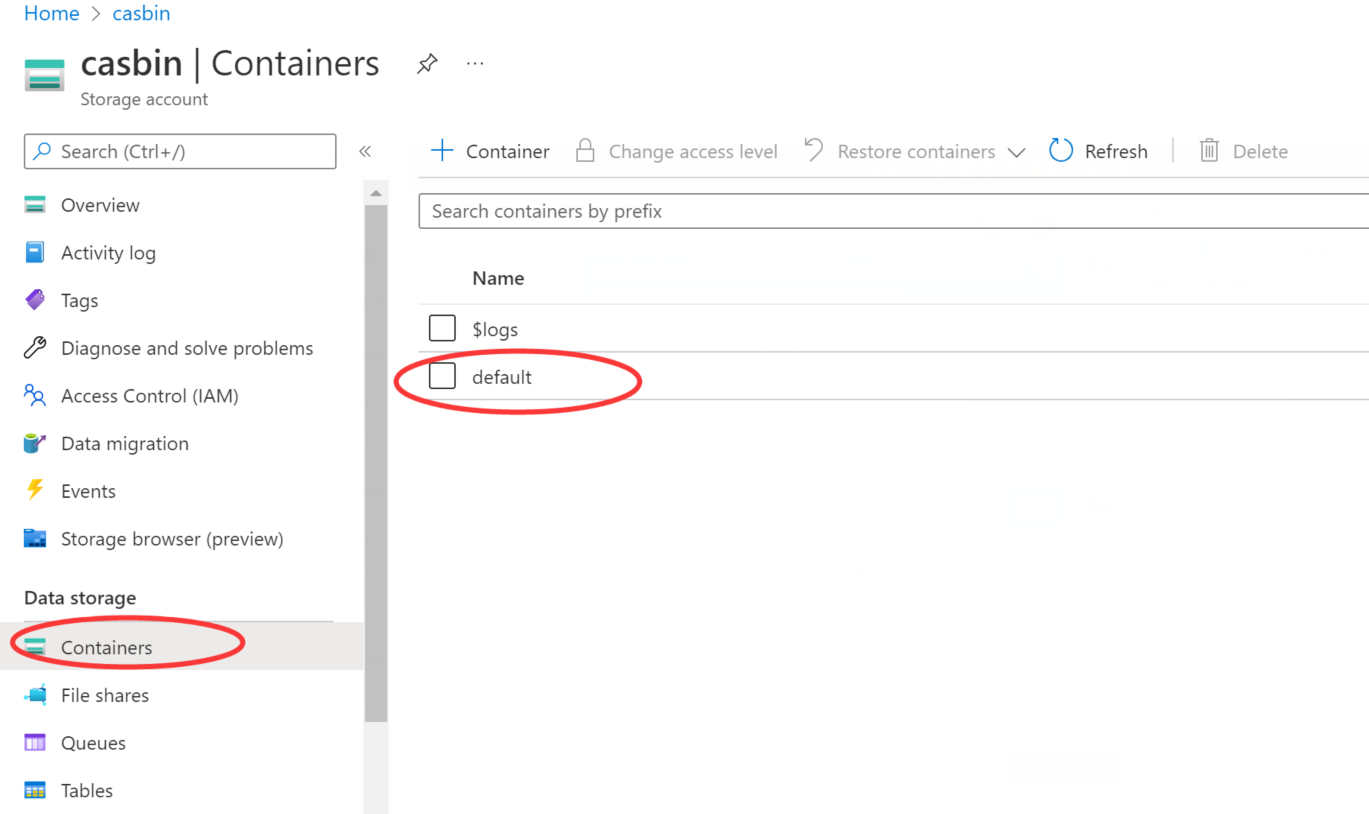 Home > casbin
casbin | Containers ...
Storage account
Search (Ctrl+/) «
Overview
Activity log
Tags
Diagnose and solve problems
Access Control (IAM)
Data migration
Events
Storage browser (preview)
Data storage
Containers
File shares
Queues
Tables
+ Container Change access level Restore containers Refresh | Delete
Search containers by prefix
Name
$logs
default